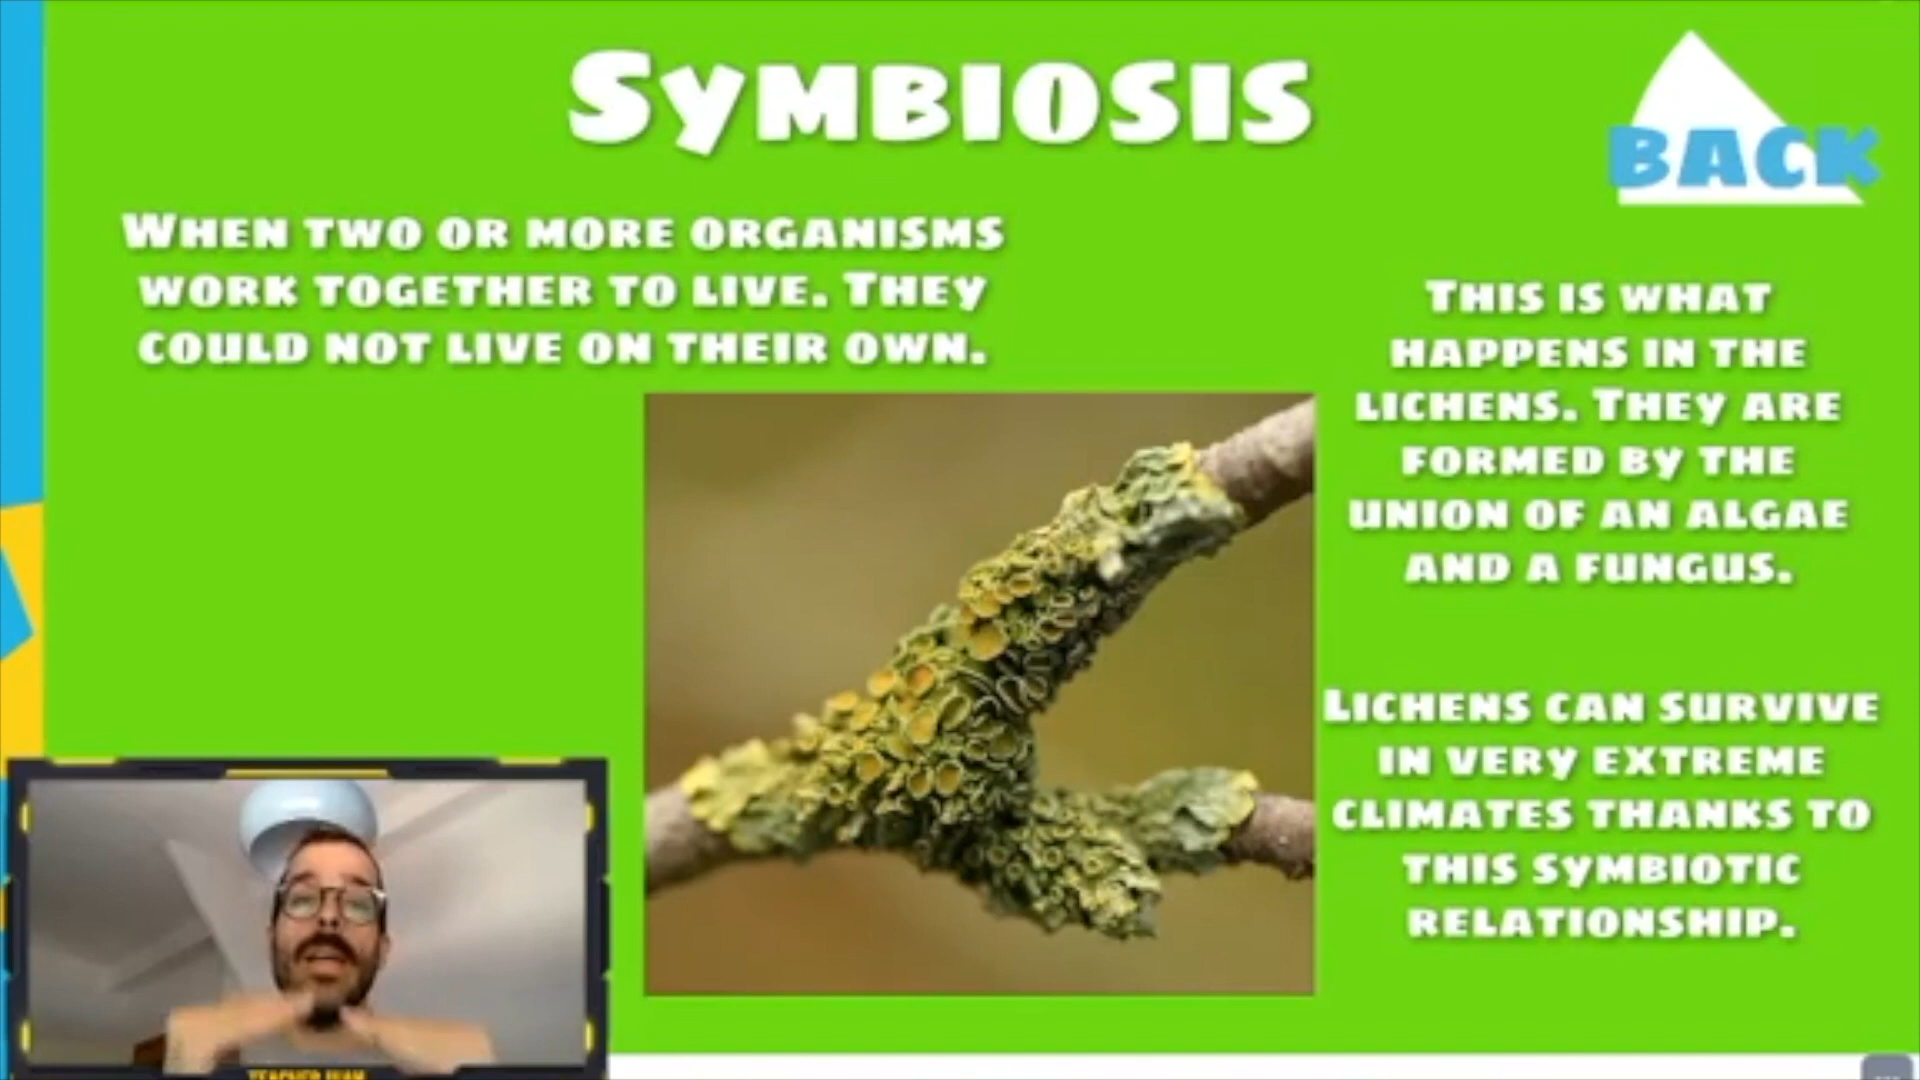 Symbiosis
BACK
When two or more organisms
work together to live. They
could not live on their own.
This is what
happens in the
lichens. They are
formed by the
union of an algae
and a fungus.
Lichens can survive
in very extreme
climates thanks to
this symbiotic
relationship.
TEACHER JUAN